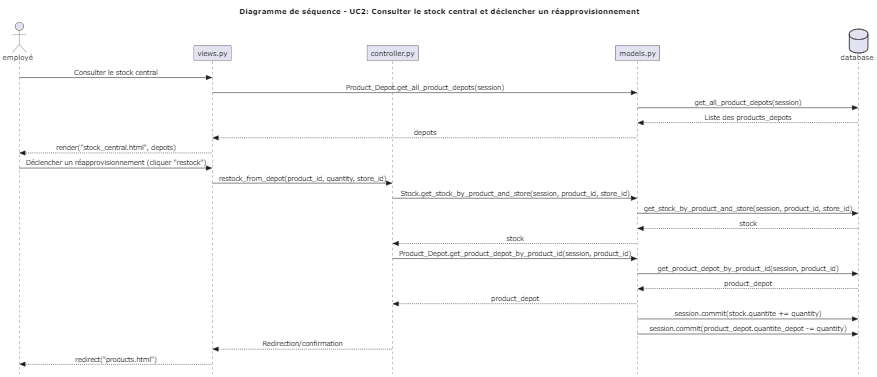 Diagramme de séquence - UC2: Consulter le stock central et déclencher un réapprovisionnement
employé
views.py
controller.py
models.py
database
Consulter le stock central
Product_Depot.get_all_product_depots(session)
get_all_product_depots(session)
Liste des products_depots
depots
render("stock_central.html", depots)
Déclencher un réapprovisionnement (cliquer "restock")
restock_from_depot(product_id, quantity, store_id)
Stock.get_stock_by_product_and_store(session, product_id, store_id)
get_stock_by_product_and_store(session, product_id, store_id)
stock
stock
Product_Depot.get_product_depot_by_product_id(session, product_id)
get_product_depot_by_product_id(session, product_id)
product_depot
product_depot
session.commit(stock.quantite += quantity)
session.commit(product_depot.quantite_depot -= quantity)
Redirection/confirmation
redirect("products.html")